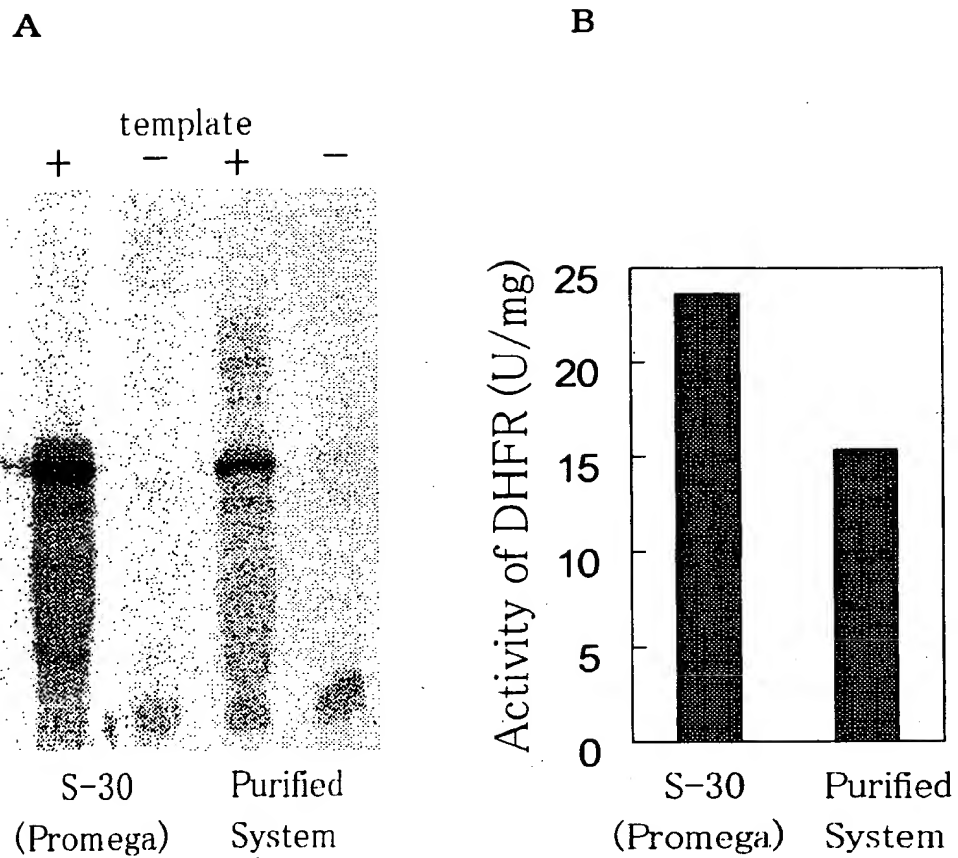 A
template
+ − + −
S-30
(Promega)
Purified
System
B
Activity of DHFR (U/mg)
25
20
15
10
5
0
S-30
(Promega)
Purified
System